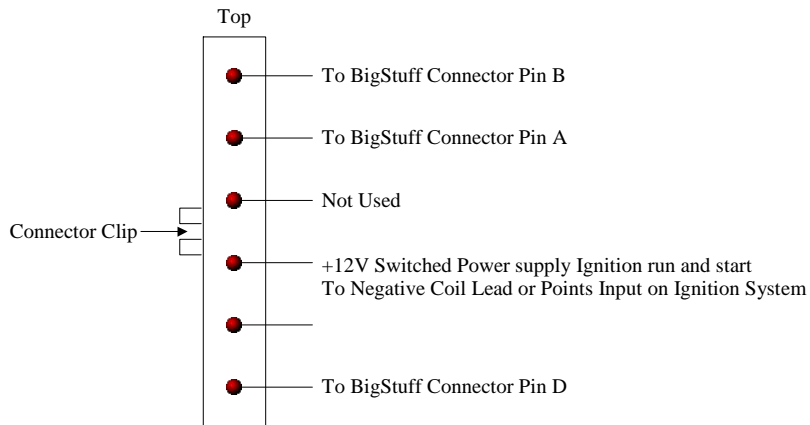 Top
To BigStuff Connector Pin B
To BigStuff Connector Pin A
Not Used
Connector Clip
+12V Switched Power supply Ignition run and start
To Negative Coil Lead or Points Input on Ignition System
To BigStuff Connector Pin D